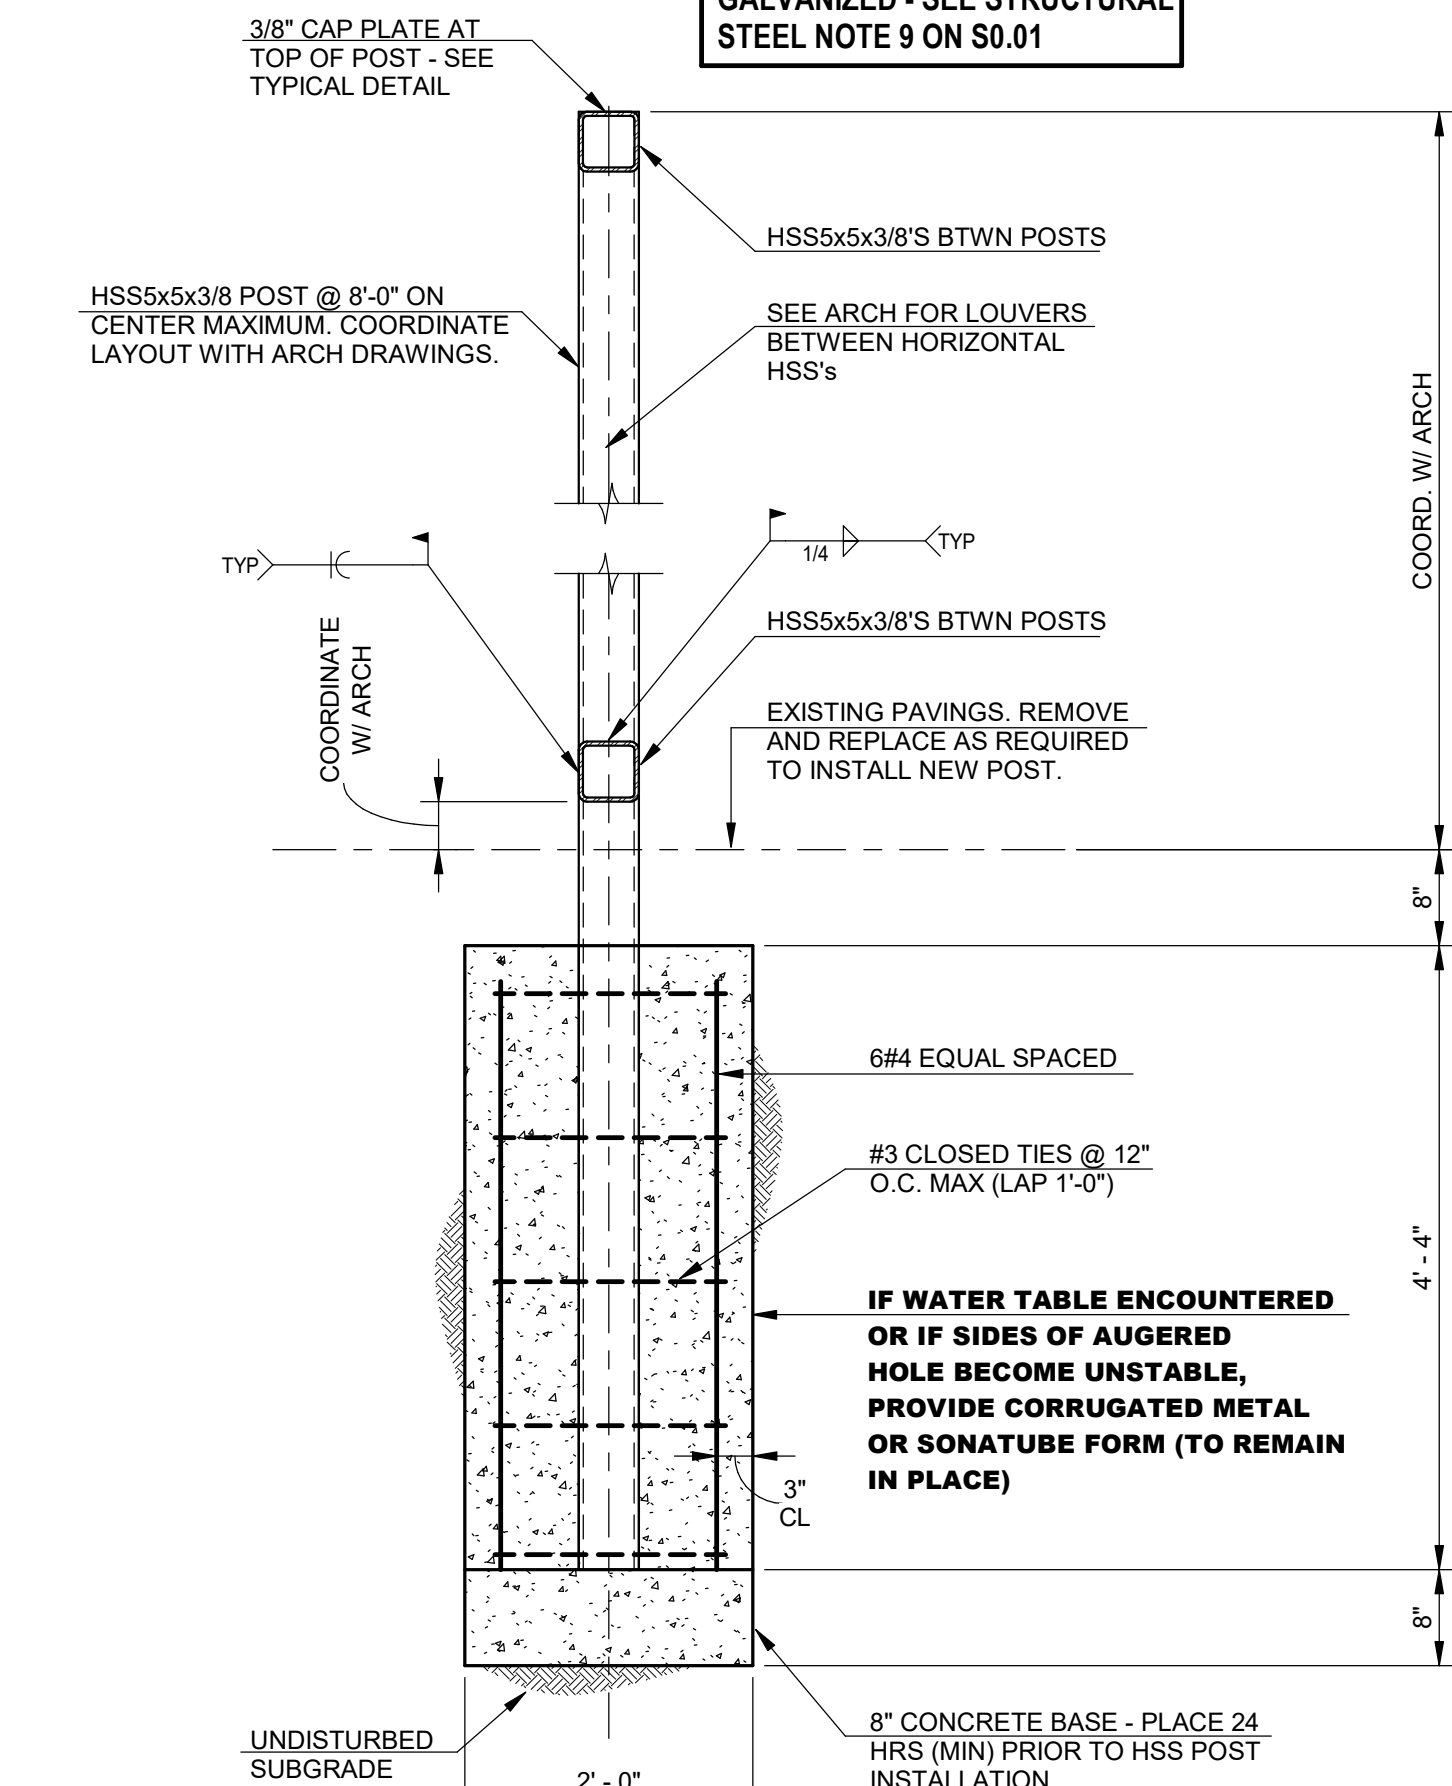 GALVANIZED - SEE STRUCTURAL
STEEL NOTE 9 ON S0.01
3/8" CAP PLATE AT
TOP OF POST - SEE
TYPICAL DETAIL
HSS5x5x3/8'S BTWN POSTS
HSS5x5x3/8 POST @ 8'-0" ON
CENTER MAXIMUM. COORDINATE
LAYOUT WITH ARCH DRAWINGS.
SEE ARCH FOR LOUVERS
BETWEEN HORIZONTAL
HSS's
COORD. W/ ARCH
TYP
1/4
TYP
HSS5x5x3/8'S BTWN POSTS
COORDINATE
W/ ARCH
EXISTING PAVINGS. REMOVE
AND REPLACE AS REQUIRED
TO INSTALL NEW POST.
8"
6#4 EQUAL SPACED
#3 CLOSED TIES @ 12"
O.C. MAX (LAP 1'-0")
4' - 4"
IF WATER TABLE ENCOUNTERED
OR IF SIDES OF AUGERED
HOLE BECOME UNSTABLE,
PROVIDE CORRUGATED METAL
OR SONATUBE FORM (TO REMAIN
IN PLACE)
3"
CL
8"
UNDISTURBED
SUBGRADE
8" CONCRETE BASE - PLACE 24
HRS (MIN) PRIOR TO HSS POST
INSTALLATION
2' - 0"